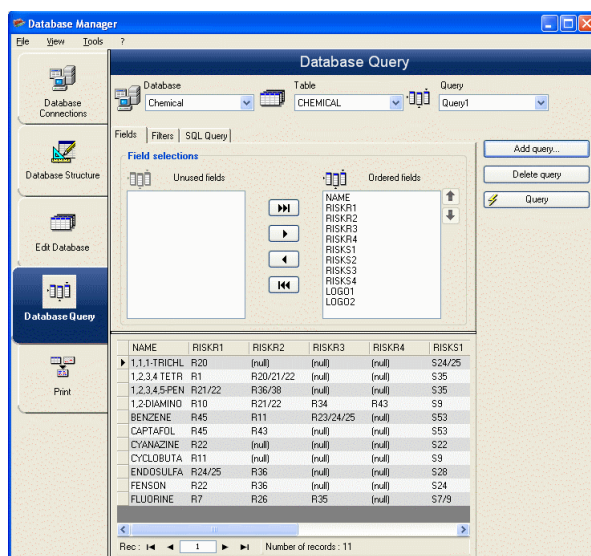 Database Manager
File View Tools ?
Database Query
Database Table Query
Chemical CHEMICAL Query1
Database Connections
Database Structure
Edit Database
Database Query
Print
Fields Filters SQL Query
Field selections
Unused fields Ordered fields
NAME
RISKR1
RISKR2
RISKR3
RISKR4
RISKS1
RISKS2
RISKS3
RISKS4
LOGO1
LOGO2
Add query...
Delete query
Query
NAME RISKR1 RISKR2 RISKR3 RISKR4 RISKS1
1,1,1-TRICHL R20 (null) (null) (null) S24/25
1,2,3,4 TETR R1 R20/21/22 (null) (null) S35
1,2,3,4,5-PEN R21/22 R36/38 (null) (null) S35
1,2-DIAMINO R10 R21/22 R34 R43 S9
BENZENE R45 R11 R23/24/25 (null) S53
CAPTAFOL R45 R43 (null) (null) S53
CYANAZINE R22 (null) (null) (null) S22
CYCLOBUTA R11 (null) (null) (null) S9
ENDOSULFA R24/25 R36 (null) (null) S28
FENSON R22 R36 (null) (null) S24
FLUORINE R7 R26 R35 (null) S7/9
Rec : 1 Number of records : 11